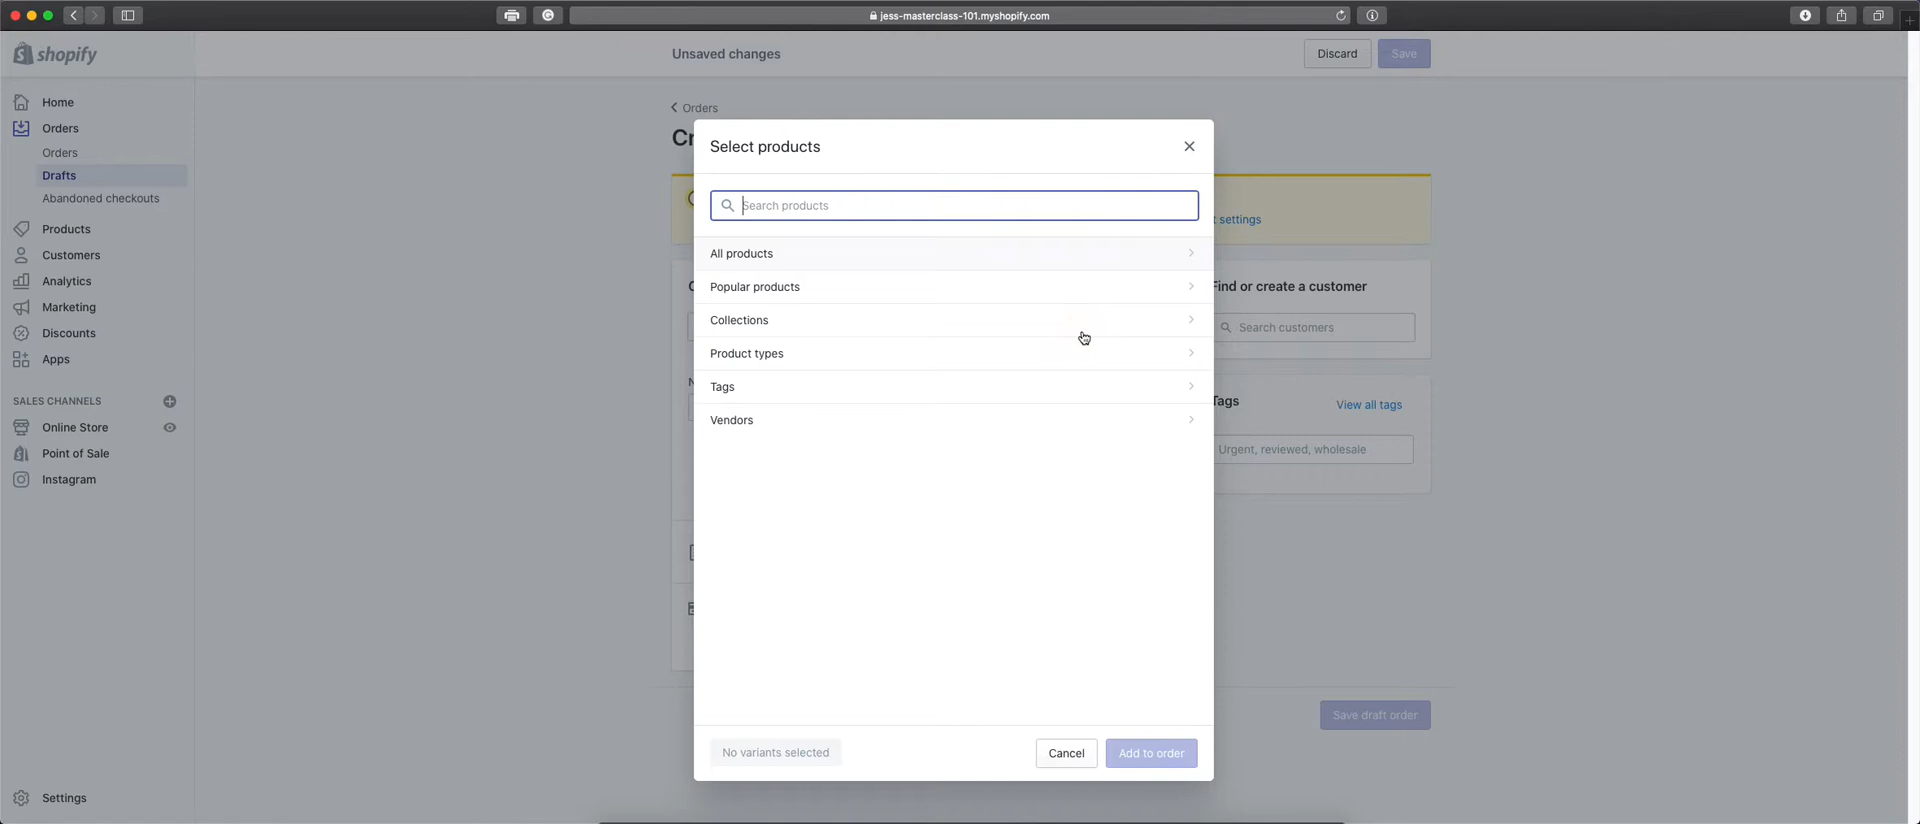 jess-masterclass-101.myshopify.com
shopify
Unsaved changes
Discard
Save
Home
Orders
Orders
Drafts
Abandoned checkouts
Products
Customers
Analytics
Marketing
Discounts
Apps
SALES CHANNELS
Online Store
Point of Sale
Instagram
Settings
Orders
Cr
Select products
Search products
All products
Popular products
Collections
Product types
Tags
Vendors
No variants selected
Cancel
Add to order
t settings
Find or create a customer
Search customers
Tags
View all tags
Urgent, reviewed, wholesale
Save draft order